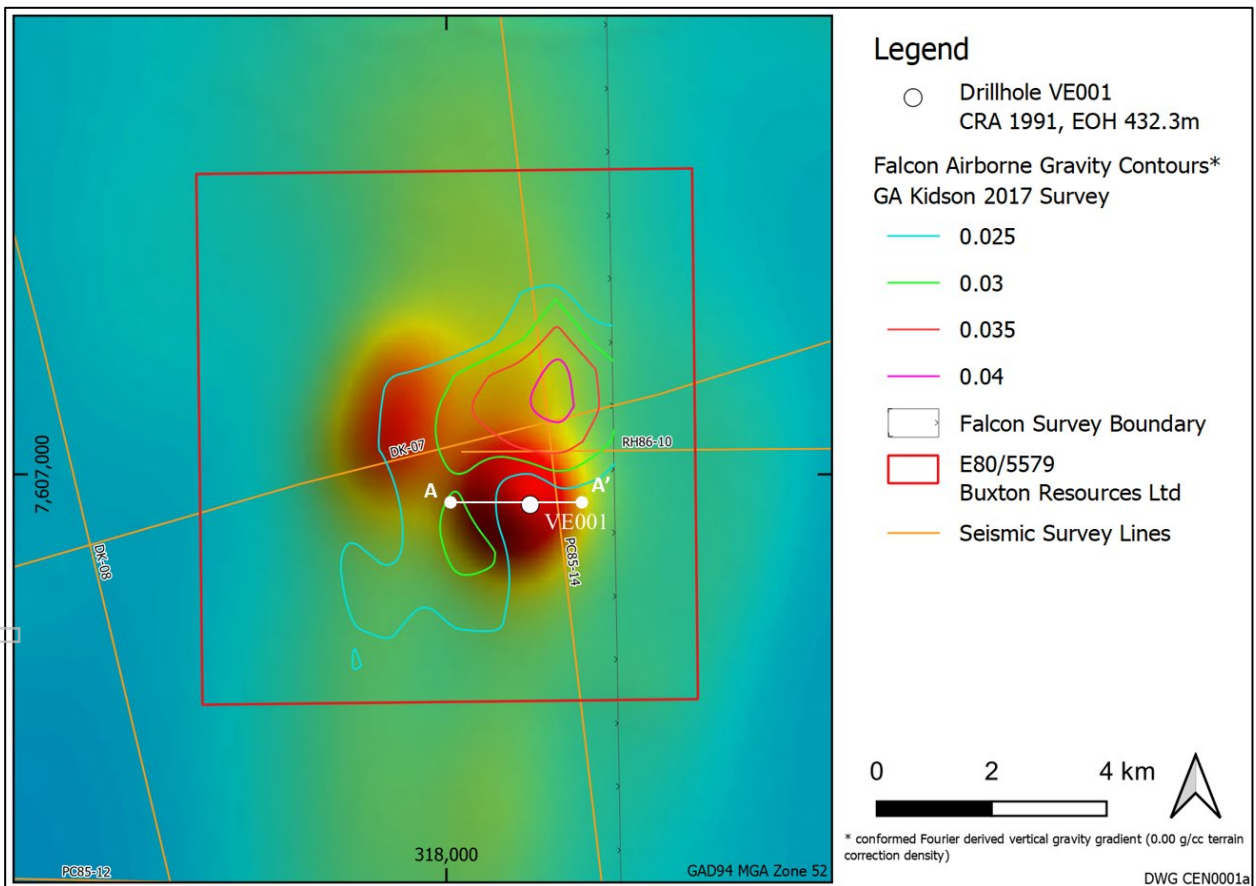 7,607,000
318,000
DK-07
RH86-10
A
A'
VE001
PC85-14
DK-08
PC85-12
GAD94 MGA Zone 52
Legend
Drillhole VE001
CRA 1991, EOH 432.3m
Falcon Airborne Gravity Contours*
GA Kidson 2017 Survey
0.025
0.03
0.035
0.04
Falcon Survey Boundary
E80/5579
Buxton Resources Ltd
Seismic Survey Lines
0 2 4 km
* conformed Fourier derived vertical gravity gradient (0.00 g/cc terrain
correction density)
DWG CEN0001a